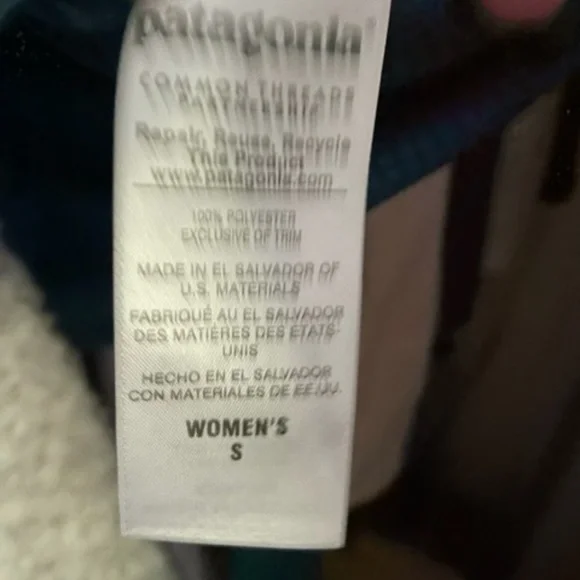 patagonia®
COMMON THREADS
PARTNERSHIP
Repair, Reuse, Recycle
This Product
www.patagonia.com
100% POLYESTER
EXCLUSIVE OF TRIM
MADE IN EL SALVADOR OF
U.S. MATERIALS
FABRIQUÉ AU EL SALVADOR
DES MATIÈRES DES ÉTATS-
UNIS
HECHO EN EL SALVADOR
CON MATERIALES DE EE.UU.
WOMEN'S
S